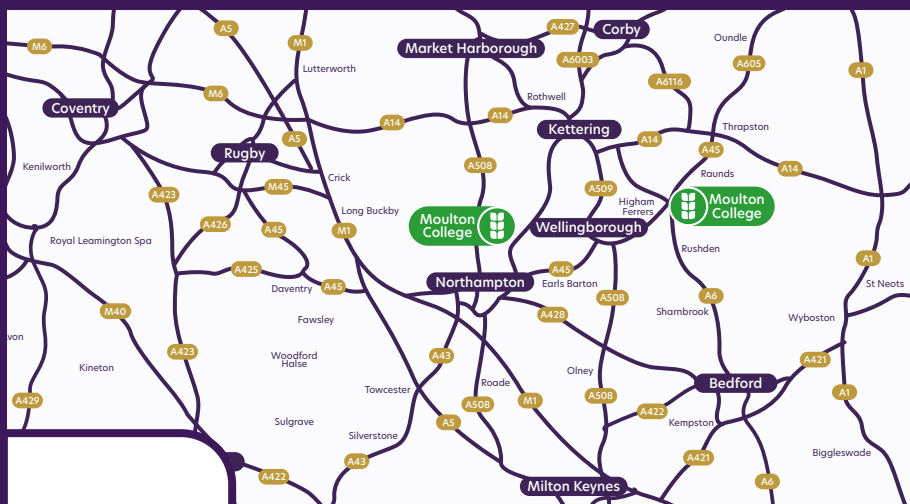 A5
A427
Corby
M6
M1
Market Harborough
Oundle
A6003
A605
A1
Lutterworth
A6116
M6
Rothwell
Coventry
A14
A14
Kettering
Thrapston
A5
A14
A45
Rugby
Kenilworth
A508
A14
Raunds
Crick
A423
M45
A509
Higham
Ferrers
Moulton
College
Long Buckby
Moulton
College
A426
A45
M1
Wellingborough
Royal Leamington Spa
Rushden
A1
A425
A45
Northampton
Earls Barton
St Neots
Daventry
A45
A508
A6
M40
Fawsley
A428
Sharnbrook
Wyboston
von
A423
Woodford
Halse
A43
A421
Kineton
Olney
Towcester
Roade
Bedford
A429
A508
M1
A508
A1
A422
Sulgrave
A5
Kempston
Silverstone
Biggleswade
A43
A421
A422
Milton Keynes
A6